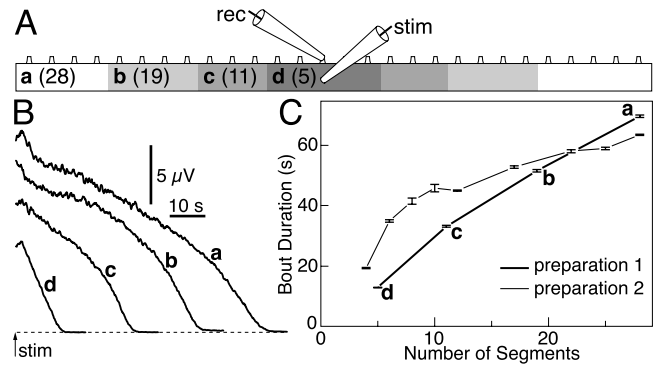 A
rec
stim
a (28)
b (19)
c (11)
d (5)
B
5 µV
10 s
a
b
c
d
stim
C
Bout Duration (s)
60
40
20
0
a
b
c
d
preparation 1
preparation 2
0
10
20
Number of Segments